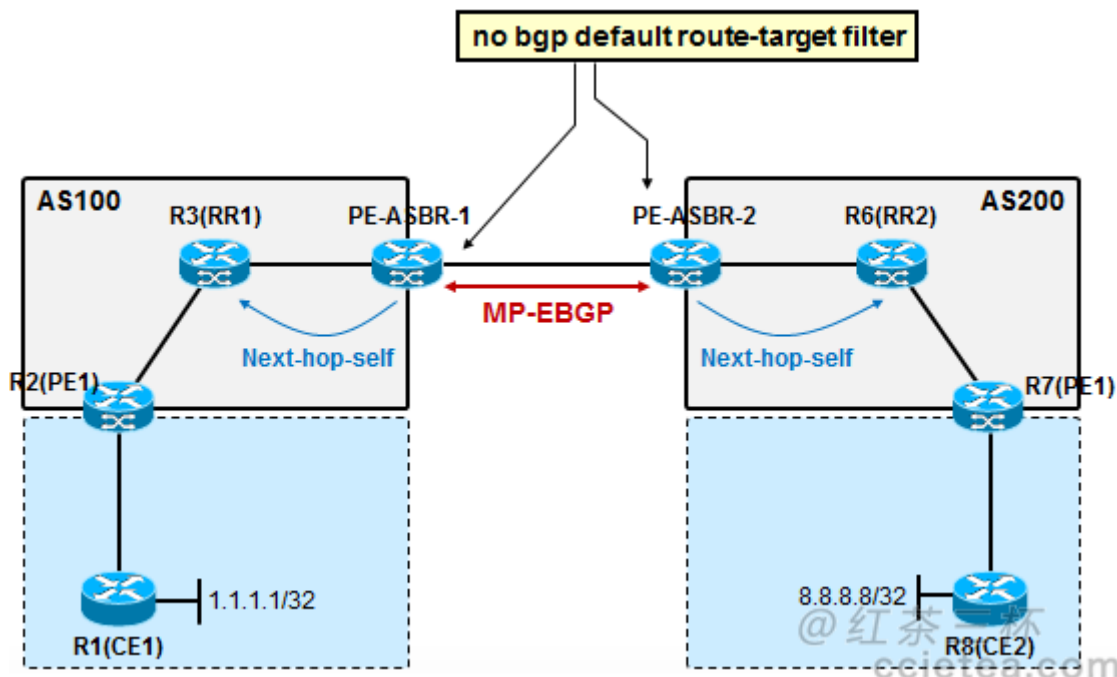 no bgp default route-target filter
AS100
R3(RR1)
PE-ASBR-1
PE-ASBR-2
R6(RR2)
AS200
MP-EBGP
Next-hop-self
Next-hop-self
R2(PE1)
R7(PE1)
1.1.1.1/32
8.8.8.8/32
R1(CE1)
R8(CE2)
@红茶三杯
ccietea.com